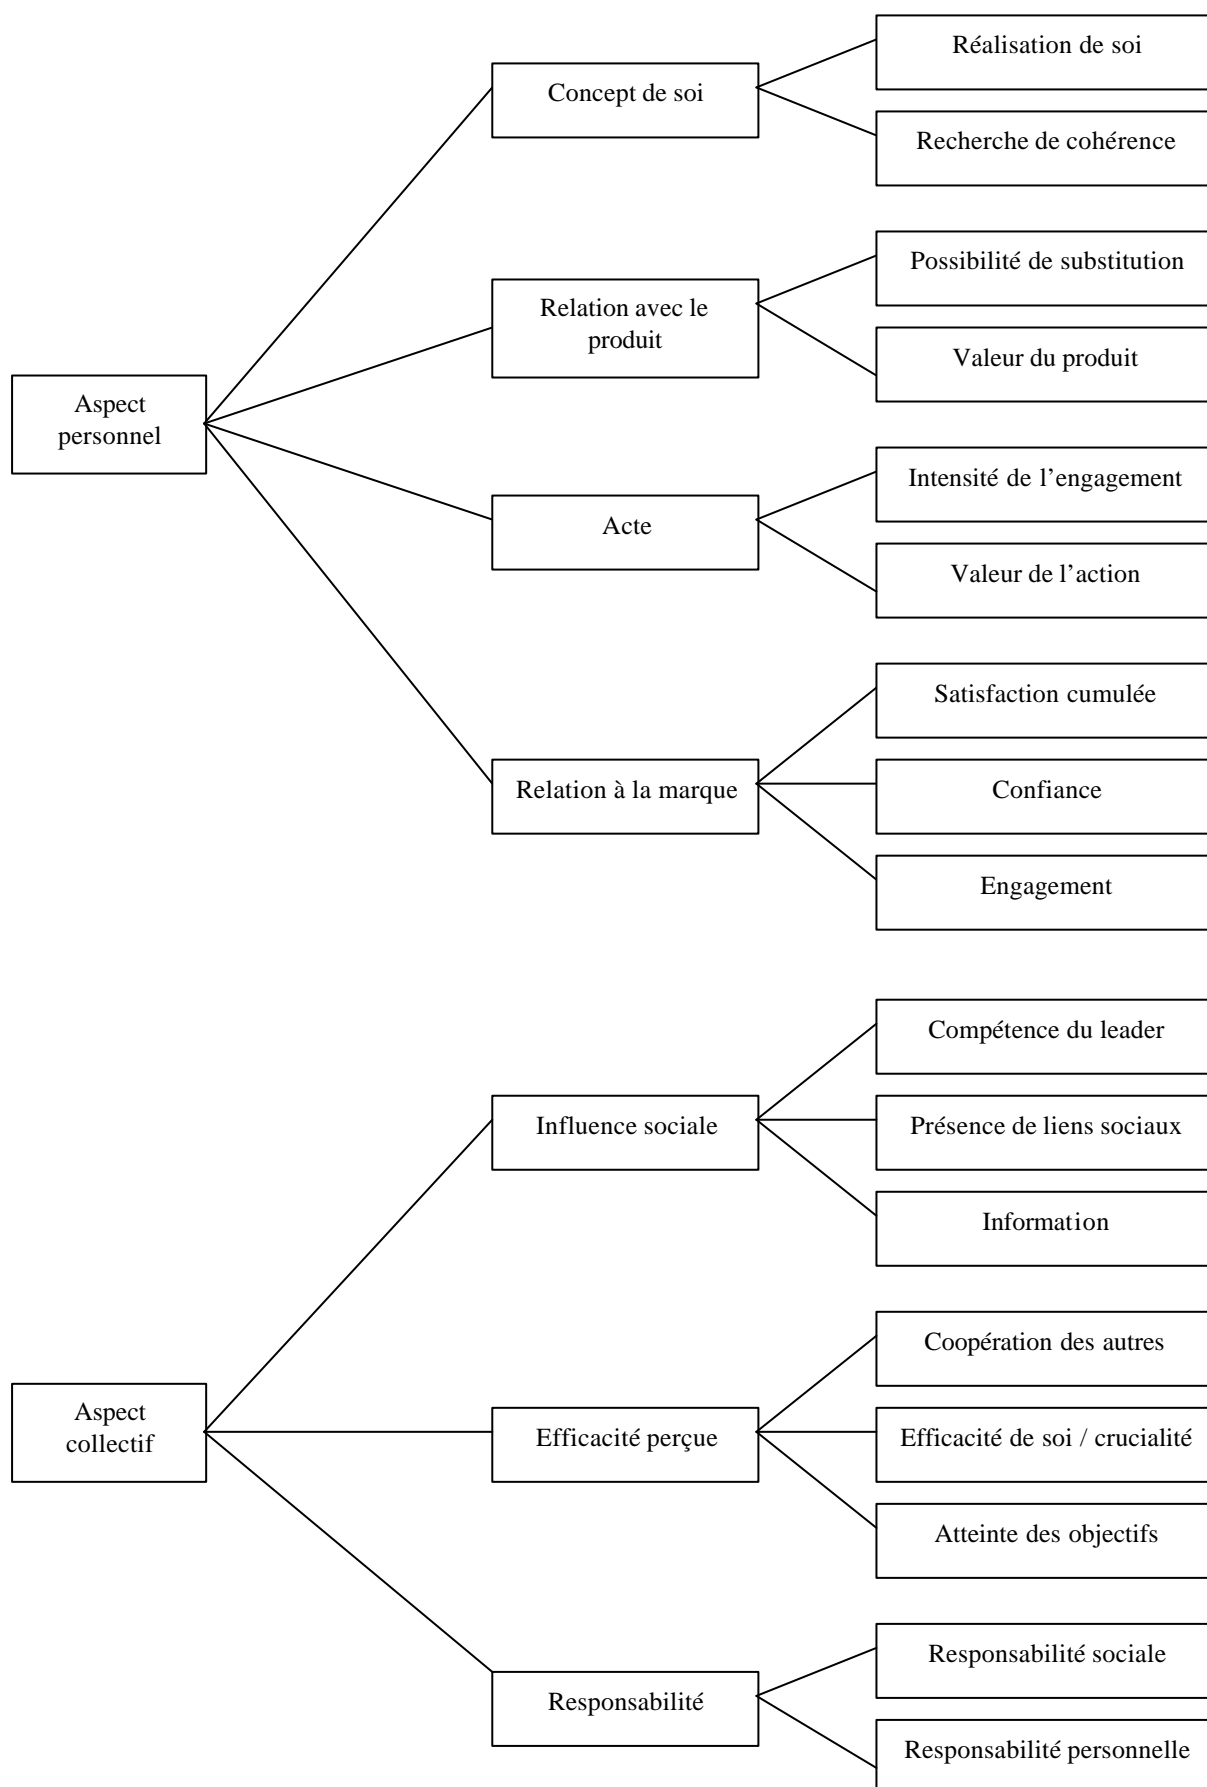 Réalisation de soi
Concept de soi
Recherche de cohérence
Possibilité de substitution
Relation avec le
produit
Valeur du produit
Aspect
personnel
Intensité de l’engagement
Acte
Valeur de l’action
Satisfaction cumulée
Relation à la marque
Confiance
Engagement
Compétence du leader
Influence sociale
Présence de liens sociaux
Information
Coopération des autres
Aspect
collectif
Efficacité perçue
Efficacité de soi / crucialité
Atteinte des objectifs
Responsabilité sociale
Responsabilité
Responsabilité personnelle